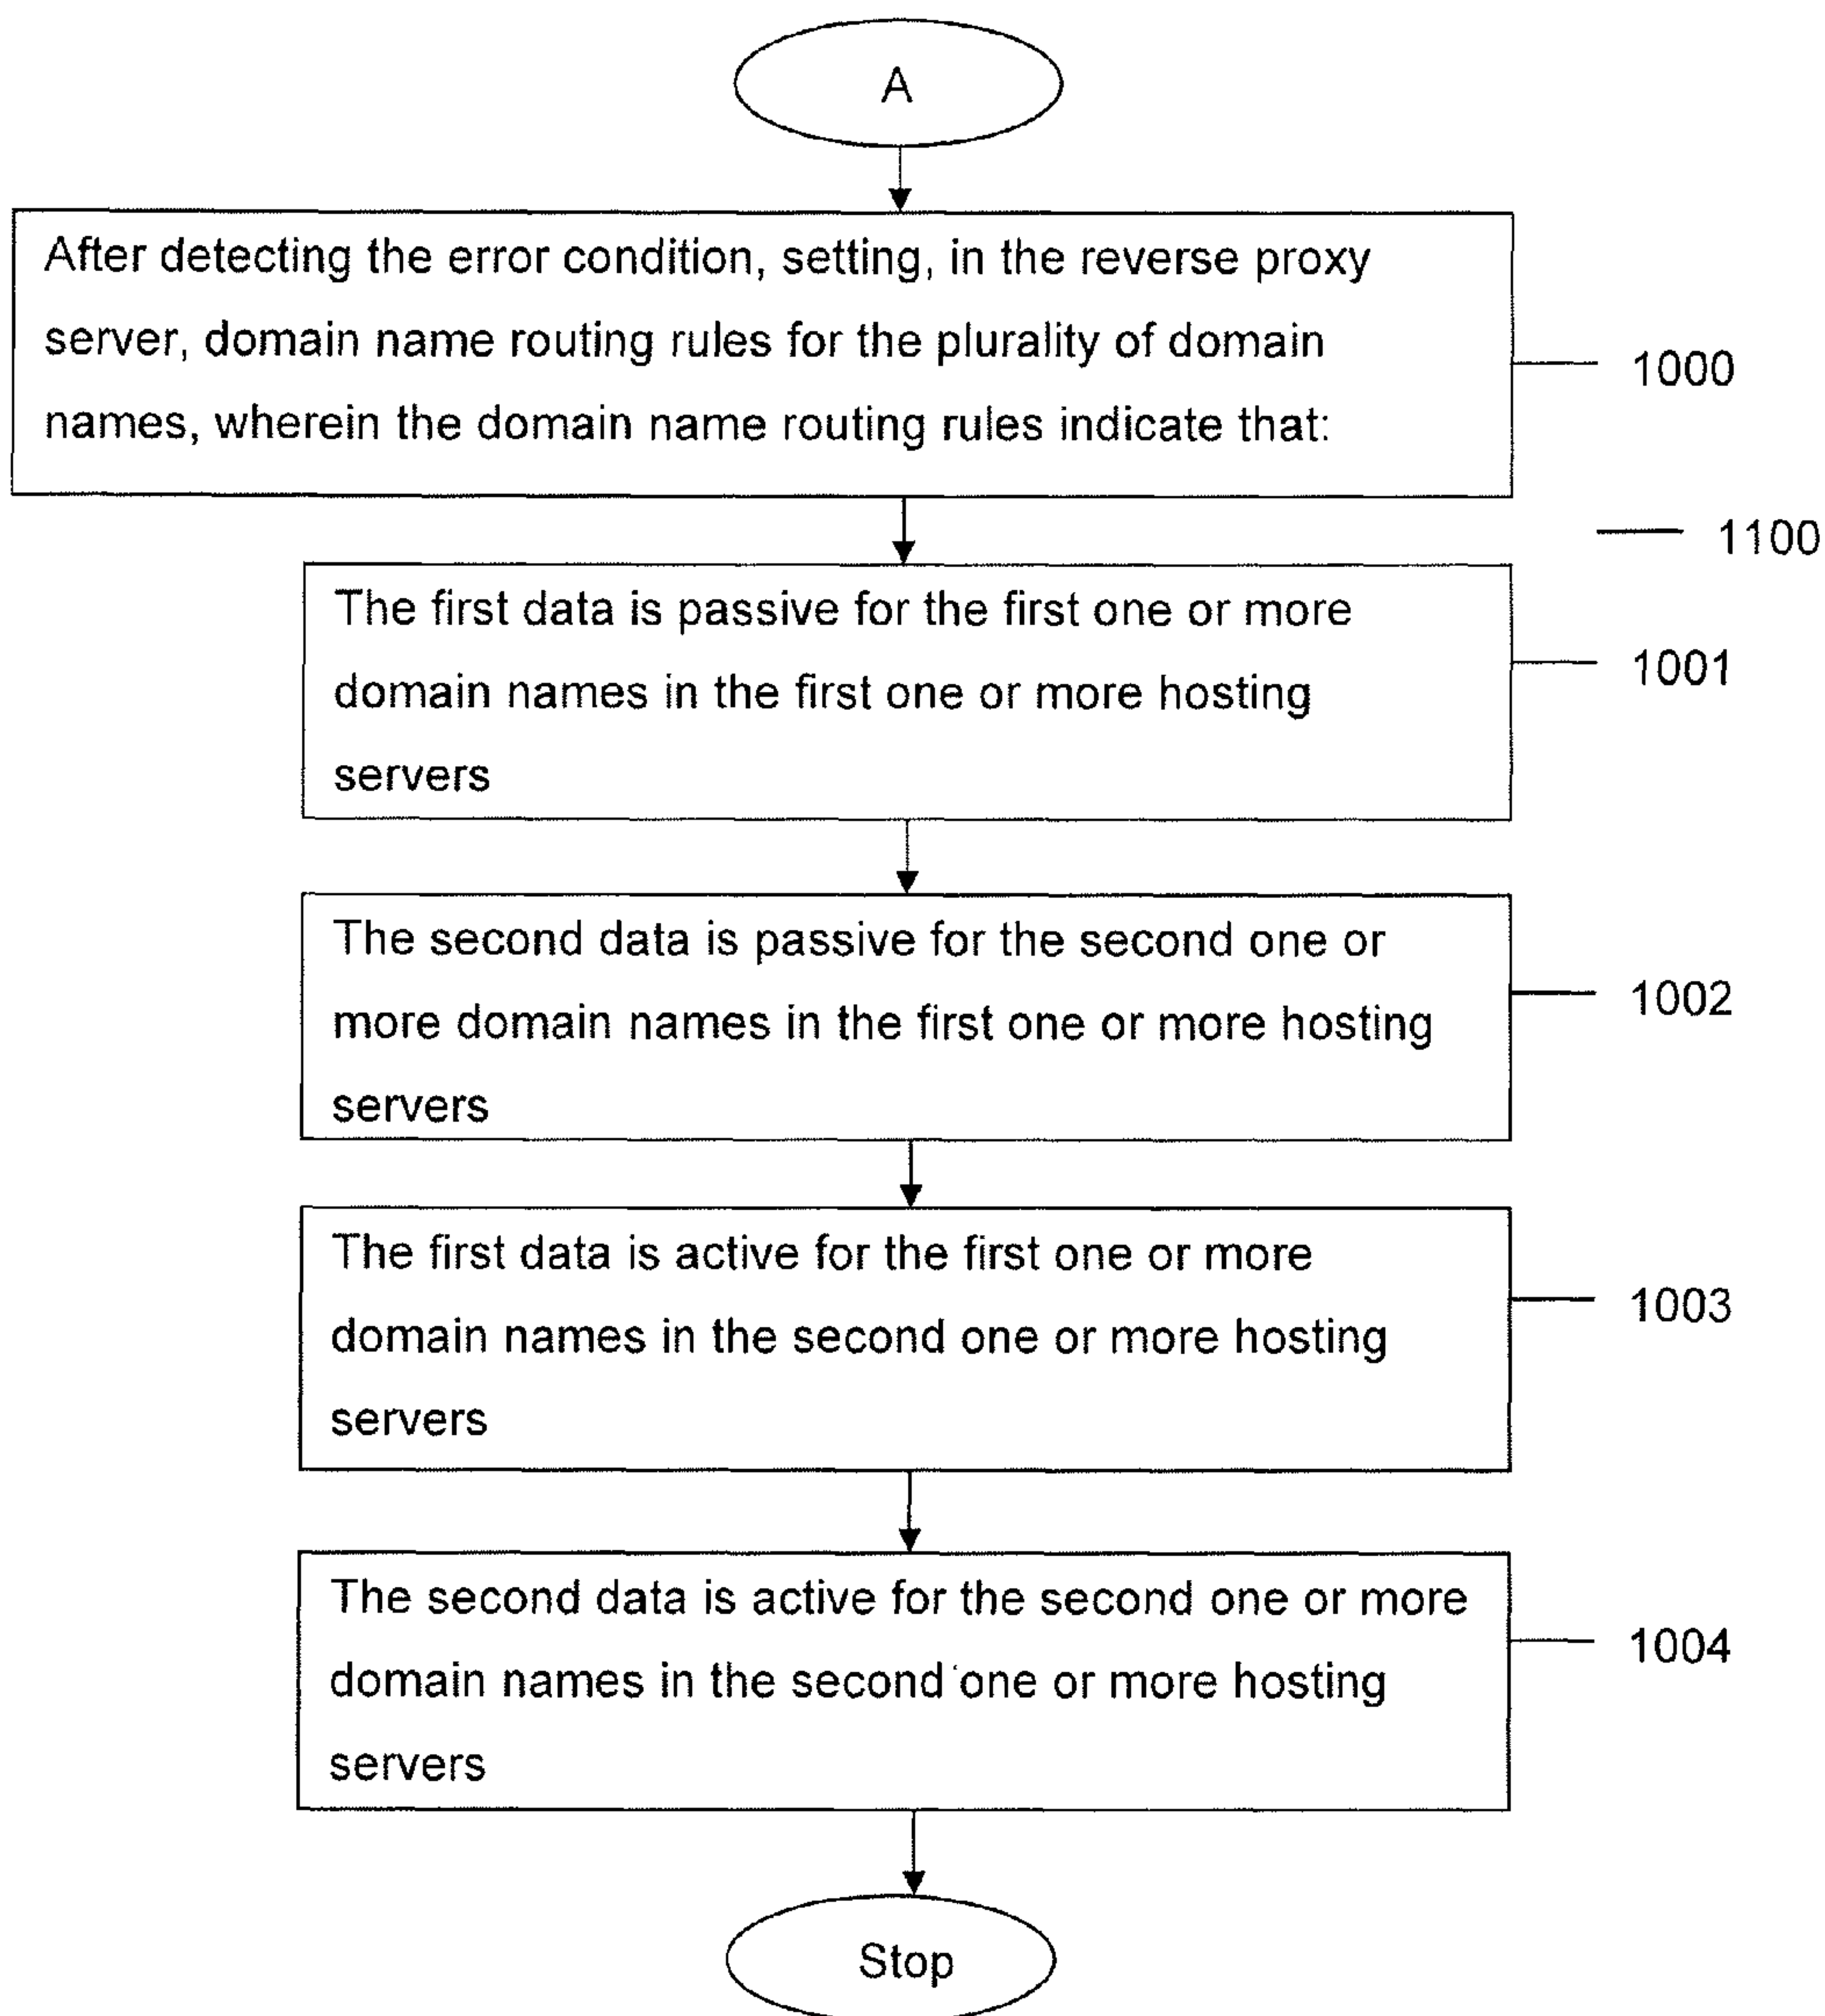 A
After detecting the error condition, setting, in the reverse proxy
server, domain name routing rules for the plurality of domain
names, wherein the domain name routing rules indicate that:
1000
1100
The first data is passive for the first one or more
domain names in the first one or more hosting
servers
1001
The second data is passive for the second one or
more domain names in the first one or more hosting
servers
1002
The first data is active for the first one or more
domain names in the second one or more hosting
servers
1003
The second data is active for the second one or more
domain names in the second one or more hosting
servers
1004
Stop